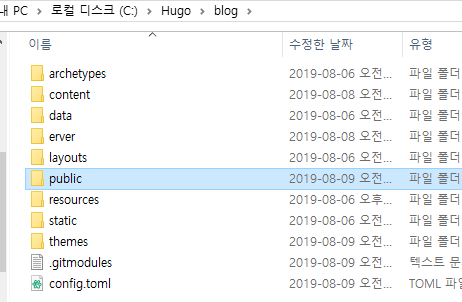 내 PC > 로컬 디스크 (C:) > Hugo > blog >
이름 수정한 날짜 유형
archetypes 2019-08-06 오전... 파일 폴더
content 2019-08-08 오전... 파일 폴더
data 2019-08-06 오전... 파일 폴더
erver 2019-08-08 오전... 파일 폴더
layouts 2019-08-06 오전... 파일 폴더
public 2019-08-09 오전... 파일 폴더
resources 2019-08-06 오후... 파일 폴더
static 2019-08-06 오전... 파일 폴더
themes 2019-08-09 오전... 파일 폴더
.gitmodules 2019-08-09 오전... 텍스트 문
config.toml 2019-08-09 오전... TOML 파일